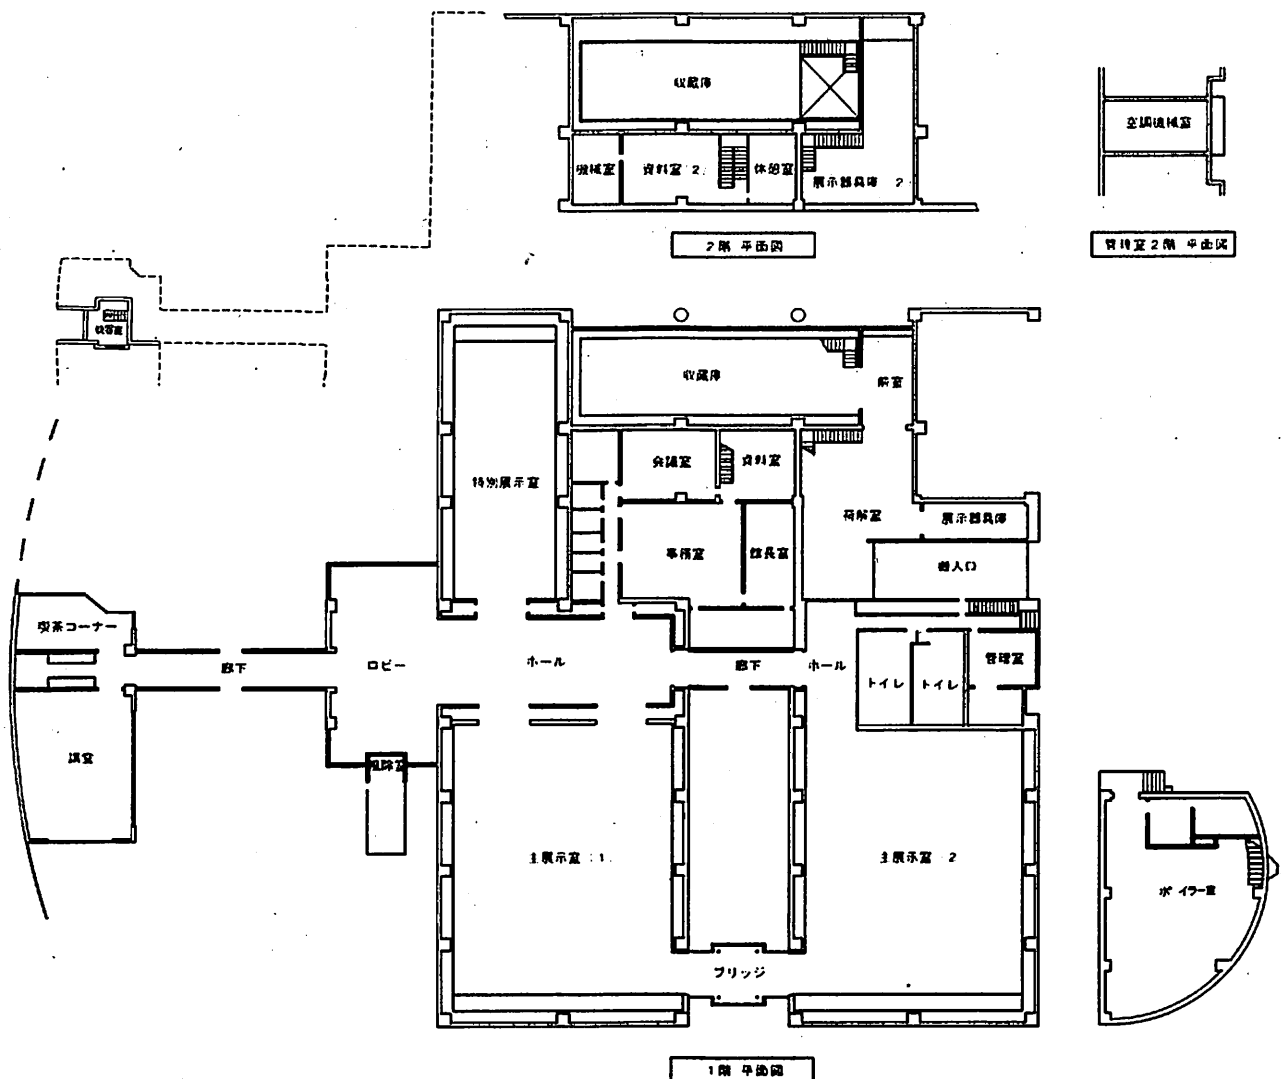 収蔵庫
空調機械室
機械室
資料室 2
休憩室
展示器具庫 2
2階 平面図
管理室2階 平面図
収蔵庫
前室
会議室
資料室
特別展示室
荷解室
展示器具庫
事務室
館長室
搬入口
喫茶コーナー
廊下
ロビー
ホール
廊下
ホール
トイレ
トイレ
管理室
講堂
風除室
主展示室 1
主展示室 2
ボイラー室
ブリッジ
1階 平面図